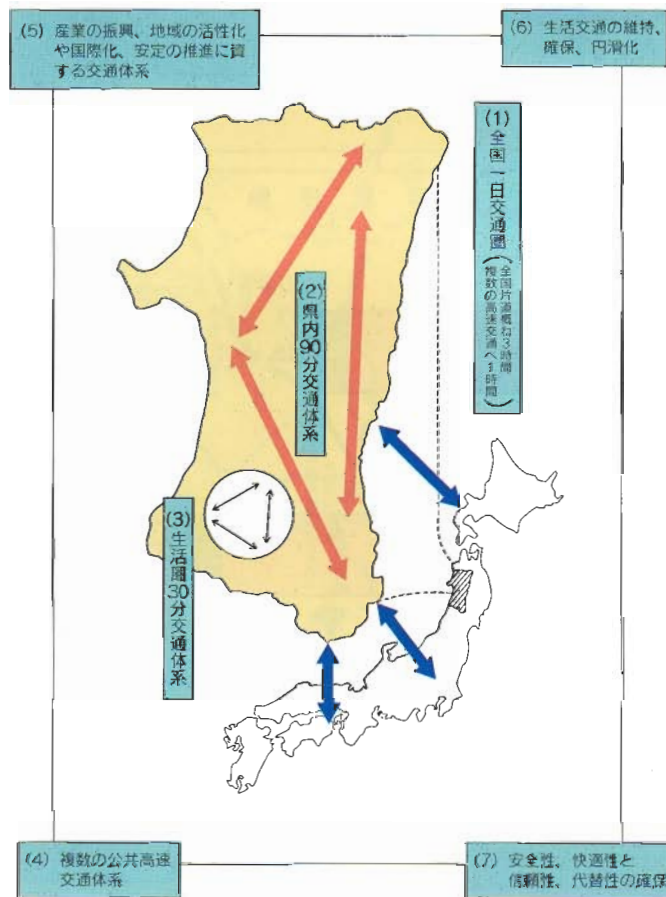 (5) 産業の振興、地域の活性化
や国際化、安定の推進に資
する交通体系
(6) 生活交通の維持、
確保、円滑化
(1)全国一日交通圏
(全国片道概ね3時間
複数の高速交通へ1時間)
(2)県内90分交通体系
(3)生活圏30分交通体系
(4) 複数の公共高速
交通体系
(7) 安全性、快適性と
信頼性、代替性の確保